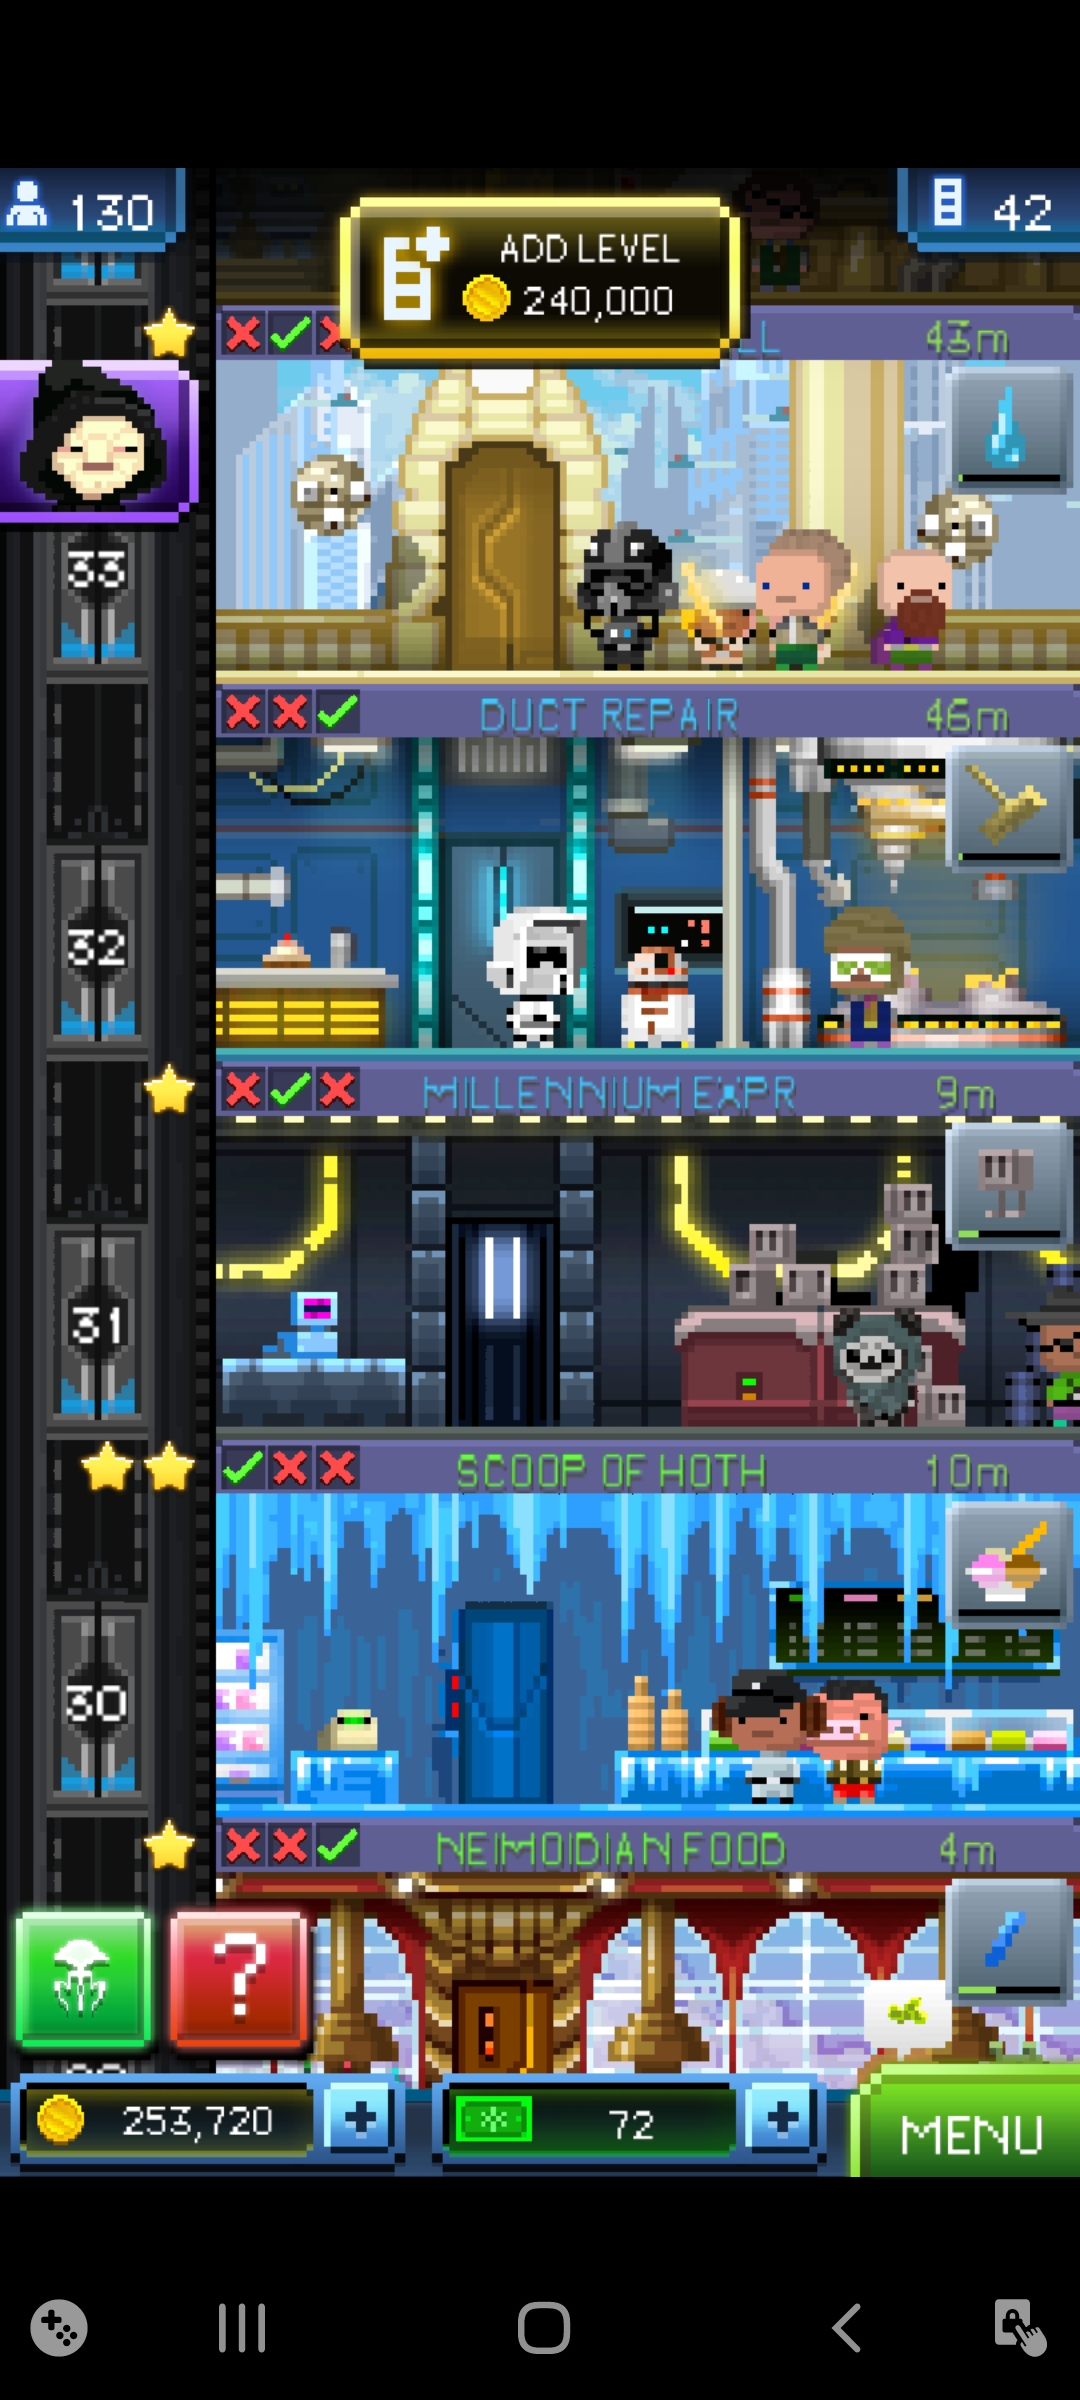 130
42
ADD LEVEL
240,000
LL
43m
33
DUCT REPAIR
46m
32
MILLENNIUM EXPR
9m
31
SCOOP OF HOTH
10m
30
NEIMOIDIAN FOOD
4m
?
253,720
+
72
+
MENU